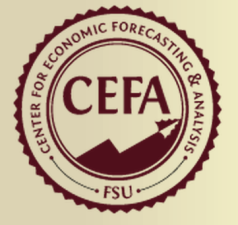 CENTER FOR ECONOMIC FORECASTING & ANALYSIS
CEFA
FSU